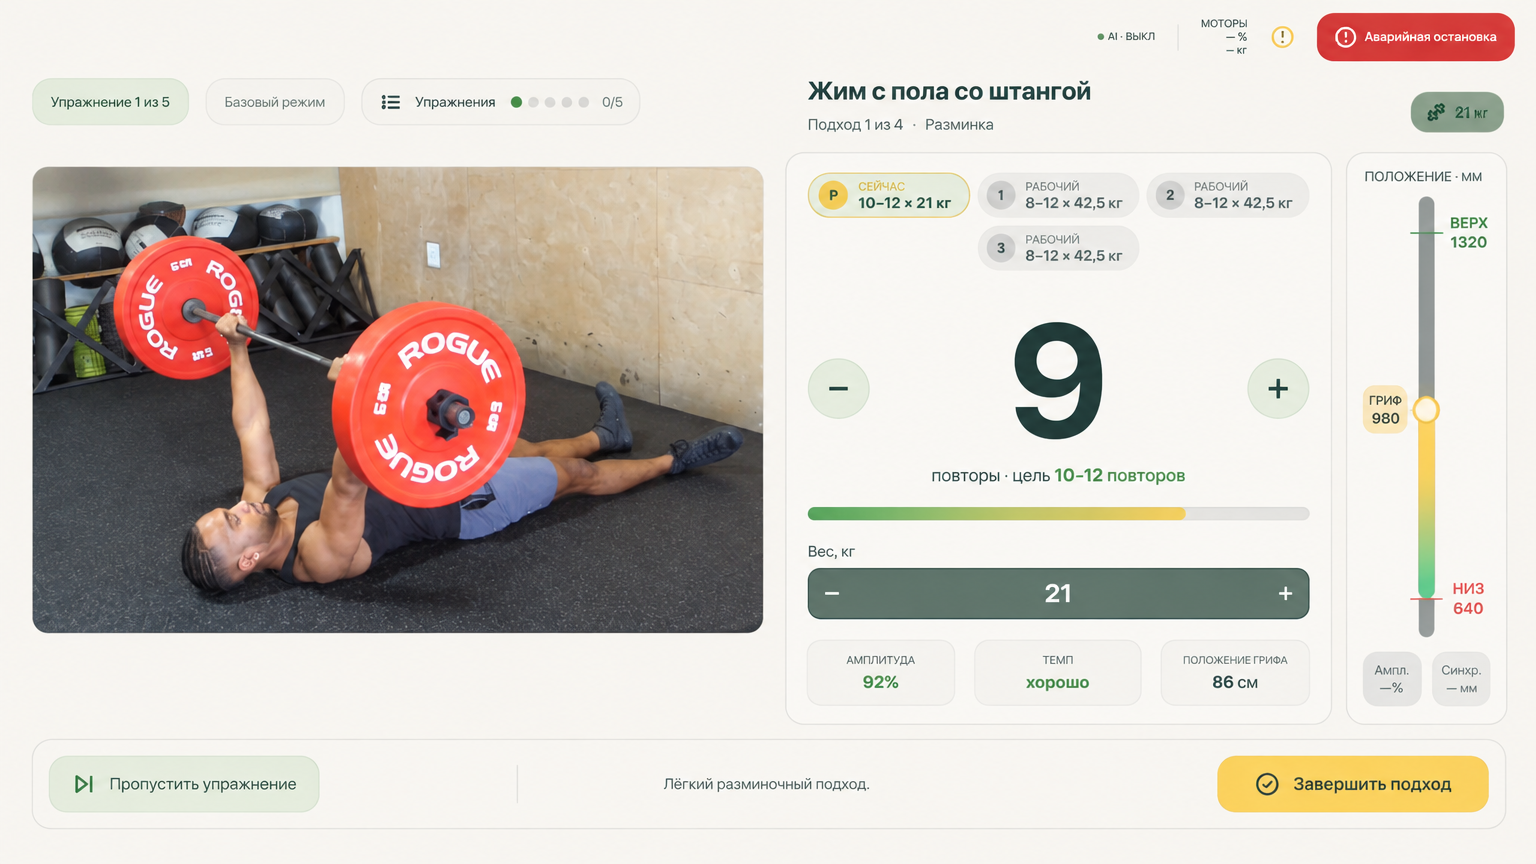 AI · ВЫКЛ
МОТОРЫ
— %
— кг
Аварийная остановка
Упражнение 1 из 5
Базовый режим
Упражнения
0/5
Жим с пола со штангой
Подход 1 из 4 · Разминка
21 кг
ROGUE
ROGUE
ROGUE
ROGUE
Р
СЕЙЧАС
10–12 × 21 кг
1
РАБОЧИЙ
8–12 × 42,5 кг
2
РАБОЧИЙ
8–12 × 42,5 кг
3
РАБОЧИЙ
8–12 × 42,5 кг
−
9
+
повторы · цель 10–12 повторов
Вес, кг
− 21 +
АМПЛИТУДА
92%
ТЕМП
хорошо
ПОЛОЖЕНИЕ ГРИФА
86 см
ПОЛОЖЕНИЕ · ММ
ВЕРХ
1320
ГРИФ
980
НИЗ
640
Ампл.
—%
Синхр.
— мм
Пропустить упражнение
Лёгкий разминочный подход.
Завершить подход